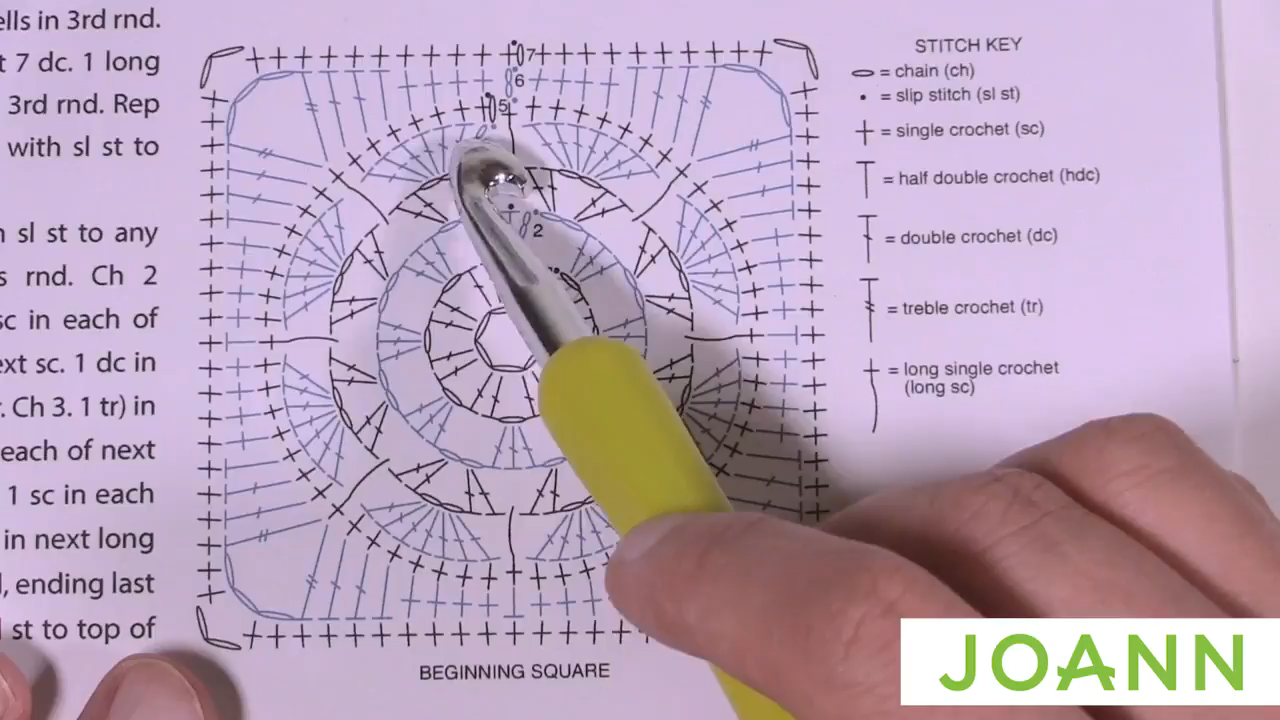 ells in 3rd rnd.
t 7 dc. 1 long
3rd rnd. Rep
with sl st to
n sl st to any
s rnd. Ch 2
sc in each of
ext sc. 1 dc in
r. Ch 3. 1 tr) in
each of next
1 sc in each
in next long
l, ending last
st to top of
7
6
5
2
BEGINNING SQUARE
STITCH KEY
= chain (ch)
= slip stitch (sl st)
= single crochet (sc)
= half double crochet (hdc)
= double crochet (dc)
= treble crochet (tr)
= long single crochet
(long sc)
JOANN